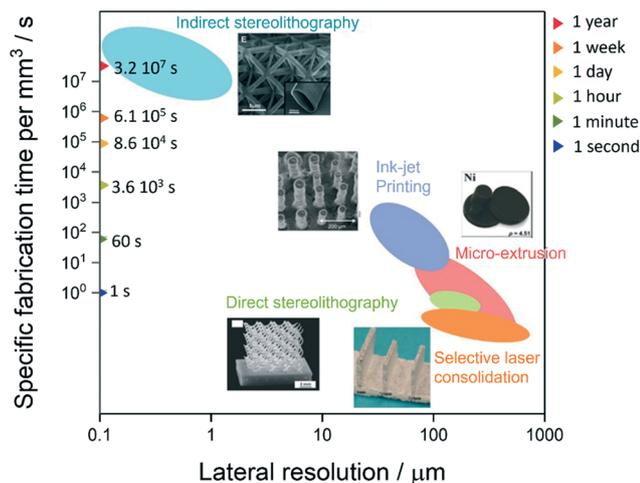 Indirect stereolithography
1 year
1 week
1 day
1 hour
1 minute
1 second
Specific fabrication time per mm³ / s
10⁷
10⁶
10⁵
10⁴
10³
10²
10¹
10⁰
3.2 10⁷ s
6.1 10⁵ s
8.6 10⁴ s
3.6 10³ s
60 s
1 s
E
Ink-jet
Printing
200 µm
Ni
ρ = 4.51
Micro-extrusion
Direct stereolithography
Selective laser
consolidation
0.1
1
10
100
1000
Lateral resolution / µm